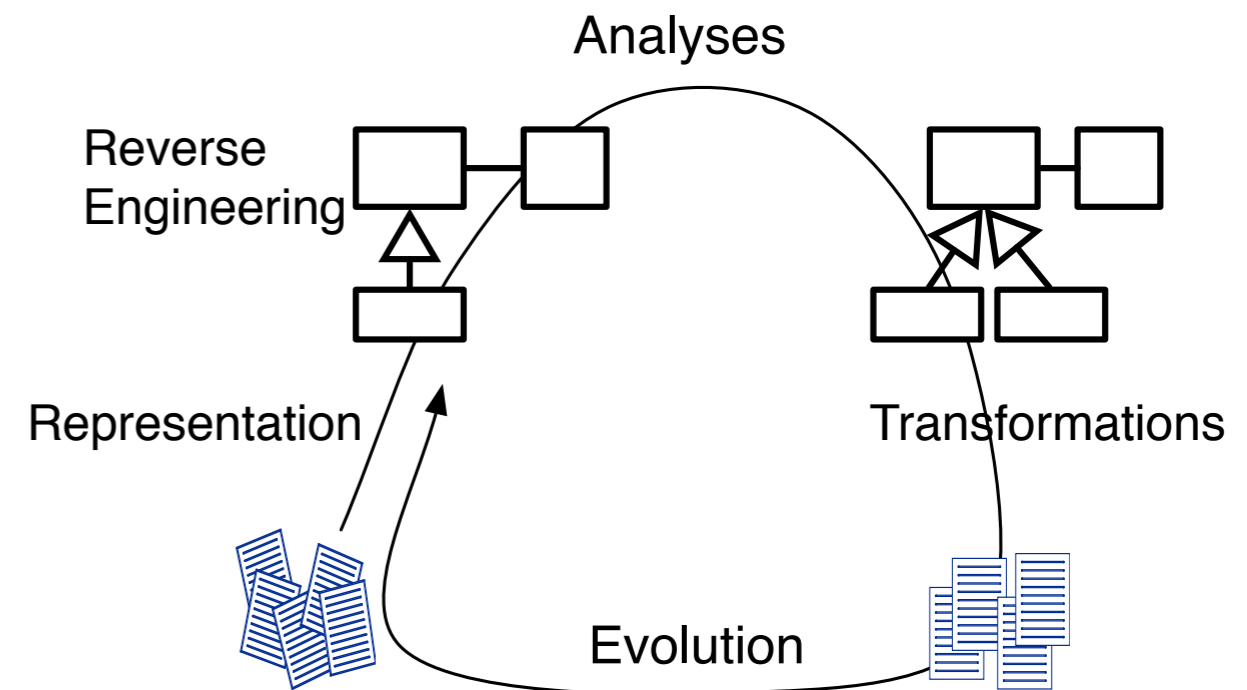 Analyses
Reverse
Engineering
Representation
Transformations
Evolution